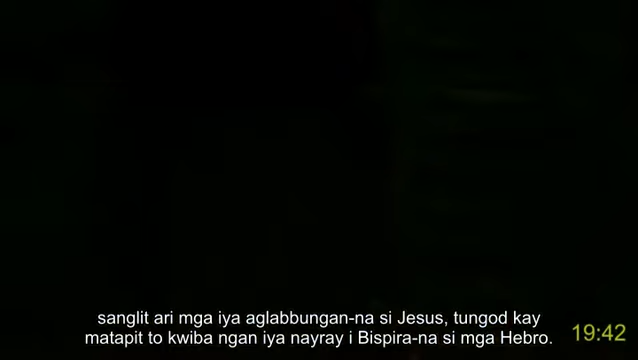 sanglit ari mga iya aglabbungan-na si Jesus, tungod kay
matapit to kwiba ngan iya nayray i Bispira-na si mga Hebro.
19:42